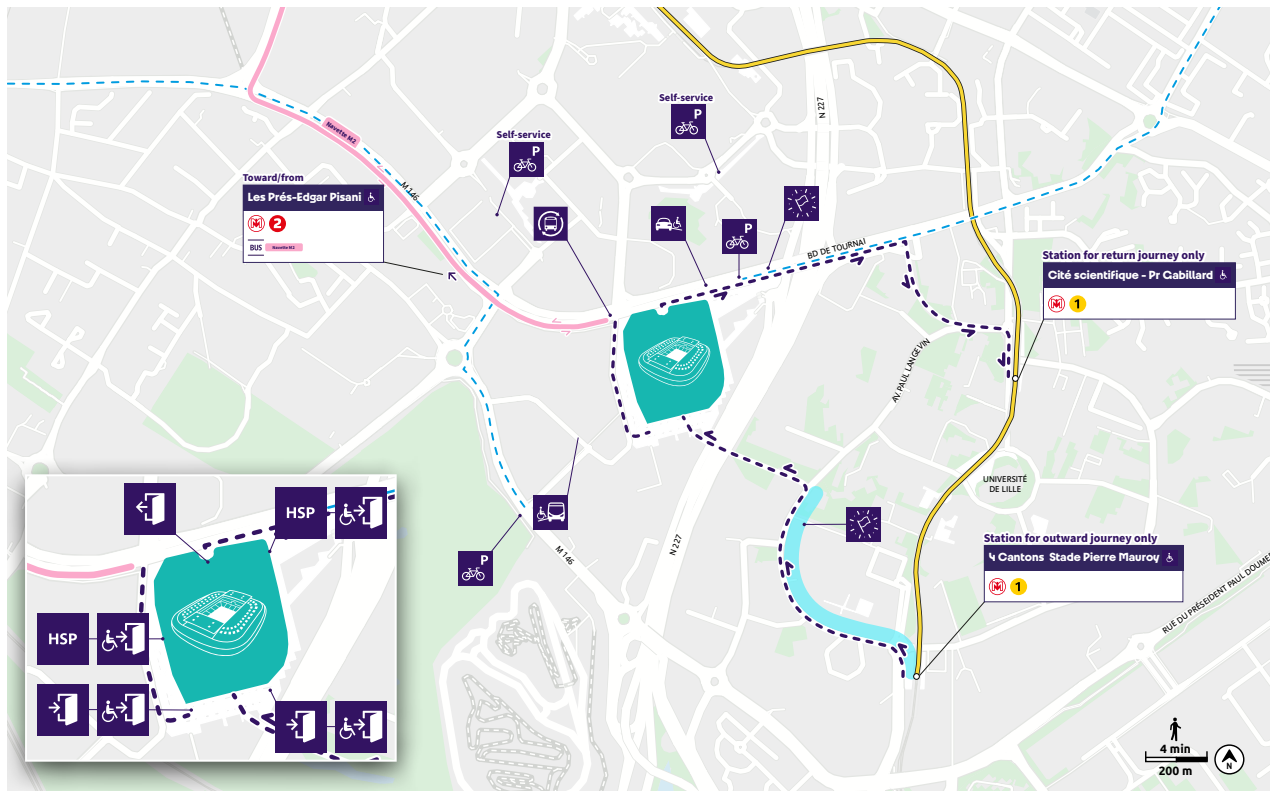 Self-service
P
Self-service
P
N 227
Navette M2
M 146
Toward/from
Les Prés-Edgar Pisani
M 2
BUS Navette M2
P
BD DE TOURNAI
Station for return journey only
Cité scientifique - Pr Gabillard
M 1
AV. PAUL LANGEVIN
UNIVERSITÉ
DE LILLE
HSP
Station for outward journey only
4 Cantons Stade Pierre Mauroy
M 1
P
M 146
N 227
RUE DU PRÉSEIDENT PAUL DOUMER
HSP
4 min
200 m
N